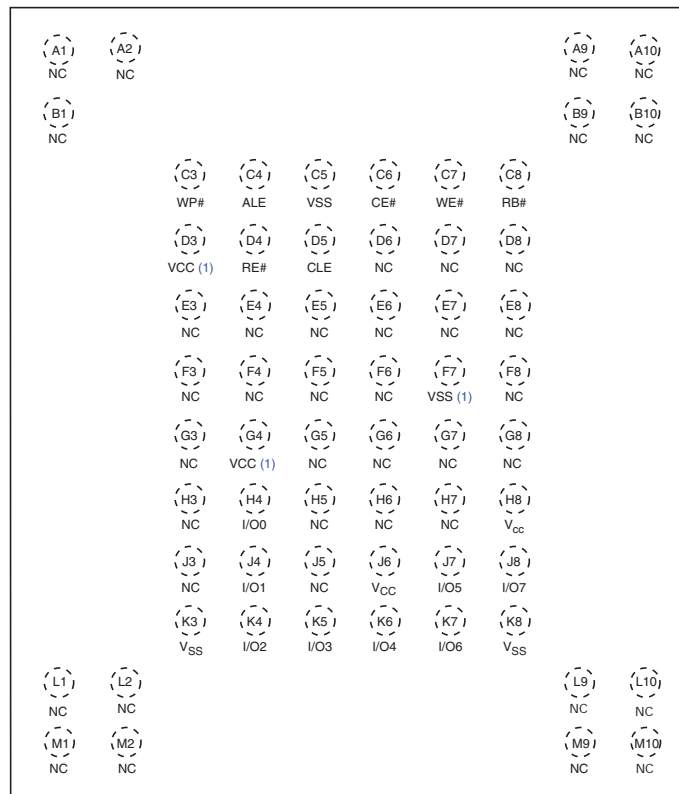 A1 A2 A9 A10
NC NC NC NC
B1 B9 B10
NC NC NC
C3 C4 C5 C6 C7 C8
WP# ALE VSS CE# WE# RB#
D3 D4 D5 D6 D7 D8
VCC (1) RE# CLE NC NC NC
E3 E4 E5 E6 E7 E8
NC NC NC NC NC NC
F3 F4 F5 F6 F7 F8
NC NC NC NC VSS (1) NC
G3 G4 G5 G6 G7 G8
NC VCC (1) NC NC NC NC
H3 H4 H5 H6 H7 H8
NC I/O0 NC NC NC Vcc
J3 J4 J5 J6 J7 J8
NC I/O1 NC VCC I/O5 I/O7
K3 K4 K5 K6 K7 K8
VSS I/O2 I/O3 I/O4 I/O6 VSS
L1 L2 L9 L10
NC NC NC NC
M1 M2 M9 M10
NC NC NC NC